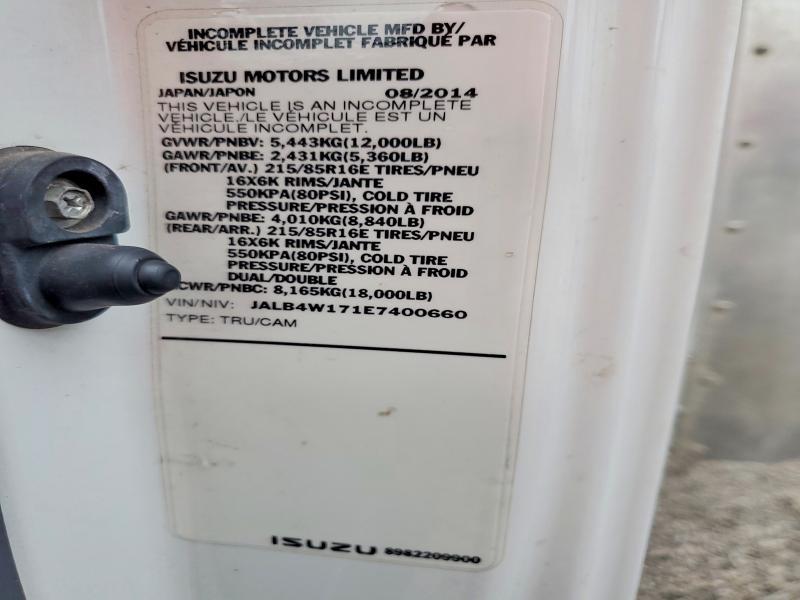 INCOMPLETE VEHICLE MFD BY/
VÉHICULE INCOMPLET FABRIQUÉ PAR
ISUZU MOTORS LIMITED
JAPAN/JAPON 08/2014
THIS VEHICLE IS AN INCOMPLETE
VEHICLE./LE VÉHICULE EST UN
VÉHICULE INCOMPLET.
GVWR/PNBV: 5,443KG(12,000LB)
GAWR/PNBE: 2,431KG(5,360LB)
(FRONT/AV.) 215/85R16E TIRES/PNEU
16X6K RIMS/JANTE
550KPA(80PSI), COLD TIRE
PRESSURE/PRESSION À FROID
GAWR/PNBE: 4,010KG(8,840LB)
(REAR/ARR.) 215/85R16E TIRES/PNEU
16X6K RIMS/JANTE
550KPA(80PSI), COLD TIRE
PRESSURE/PRESSION À FROID
DUAL/DOUBLE
CWR/PNBC: 8,165KG(18,000LB)
VIN/NIV: JALB4W171E7400660
TYPE: TRU/CAM
ISUZU 8982209900